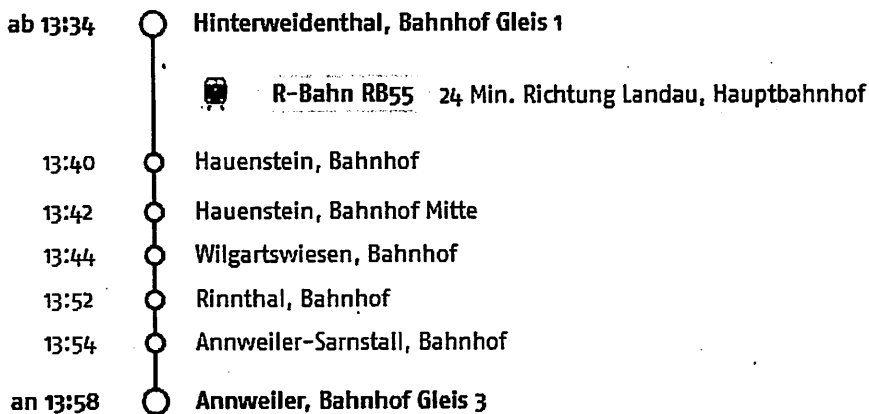 ab 13:34 Hinterweidenthal, Bahnhof Gleis 1
R-Bahn RB55 24 Min. Richtung Landau, Hauptbahnhof
13:40 Hauenstein, Bahnhof
13:42 Hauenstein, Bahnhof Mitte
13:44 Wilgartswiesen, Bahnhof
13:52 Rinnthal, Bahnhof
13:54 Annweiler-Sarnstall, Bahnhof
an 13:58 Annweiler, Bahnhof Gleis 3